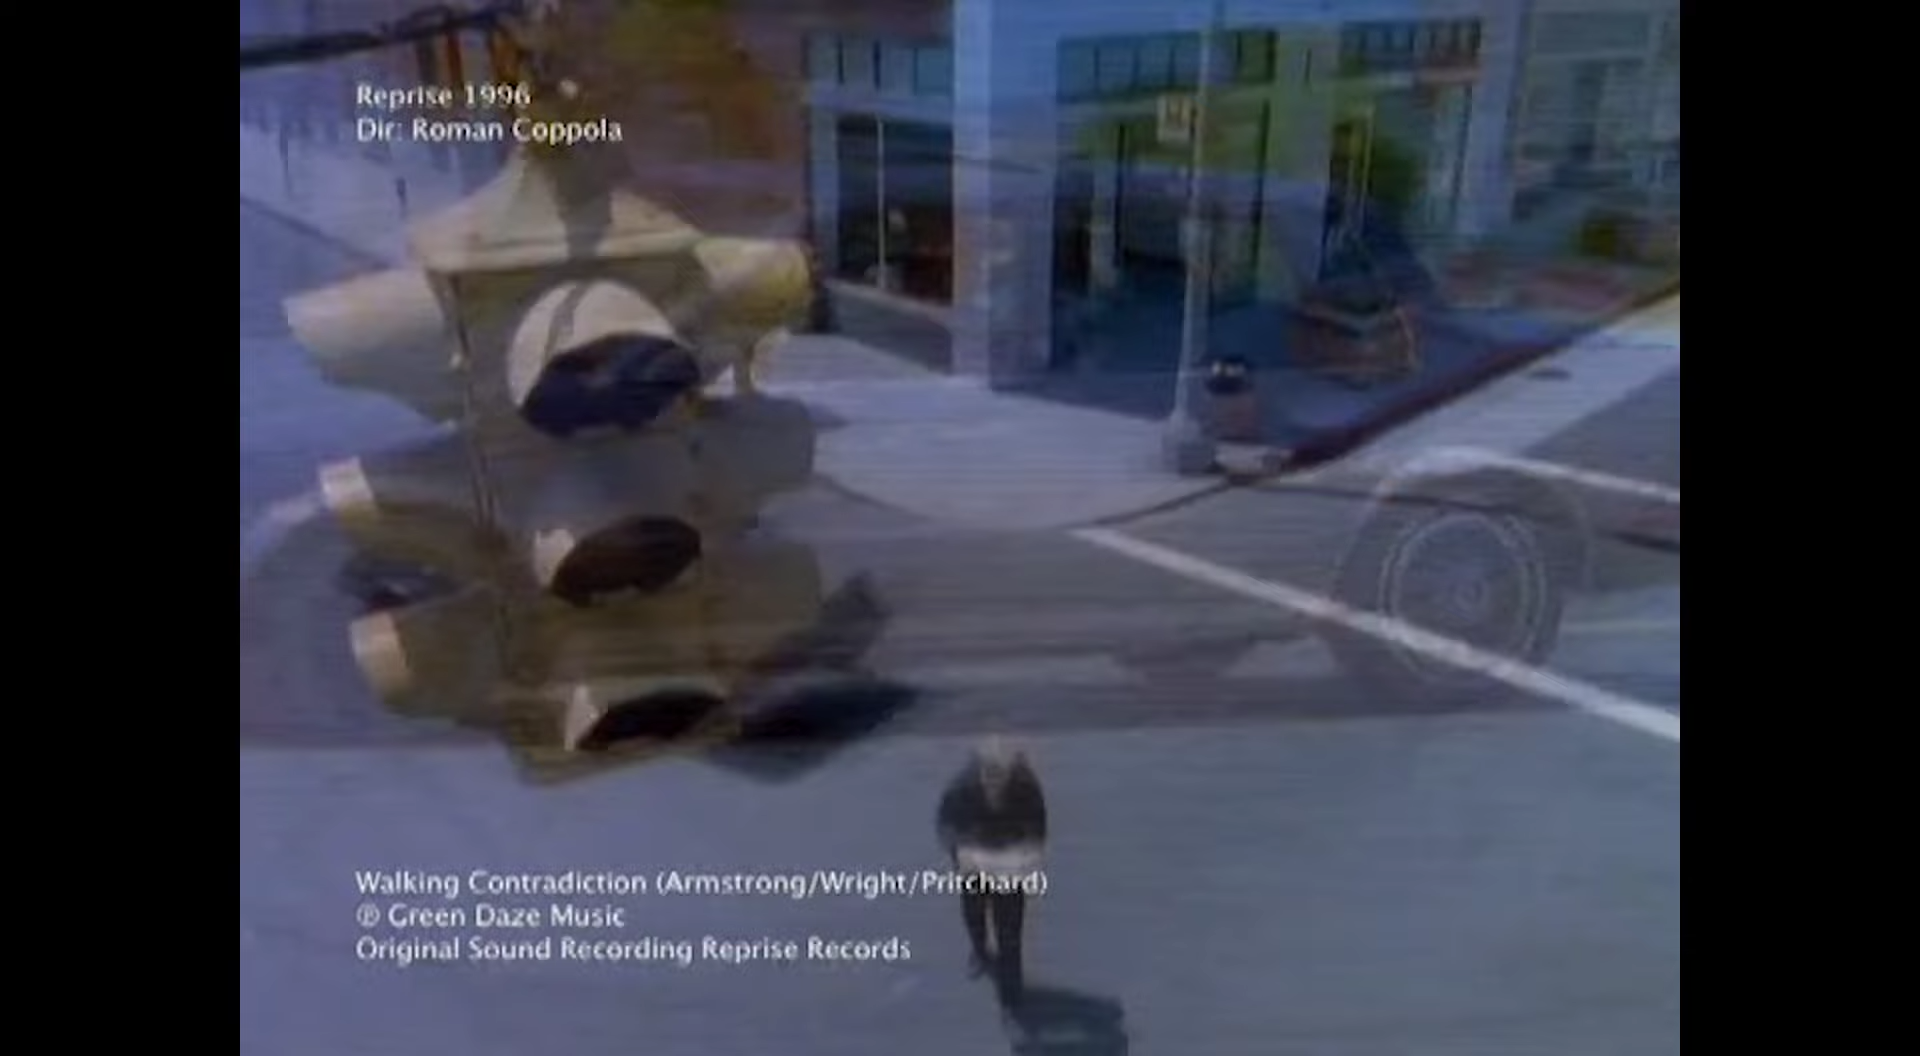 Reprise 1996
Dir: Roman Coppola
Walking Contradiction (Armstrong/Wright/Pritchard)
℗ Green Daze Music
Original Sound Recording Reprise Records